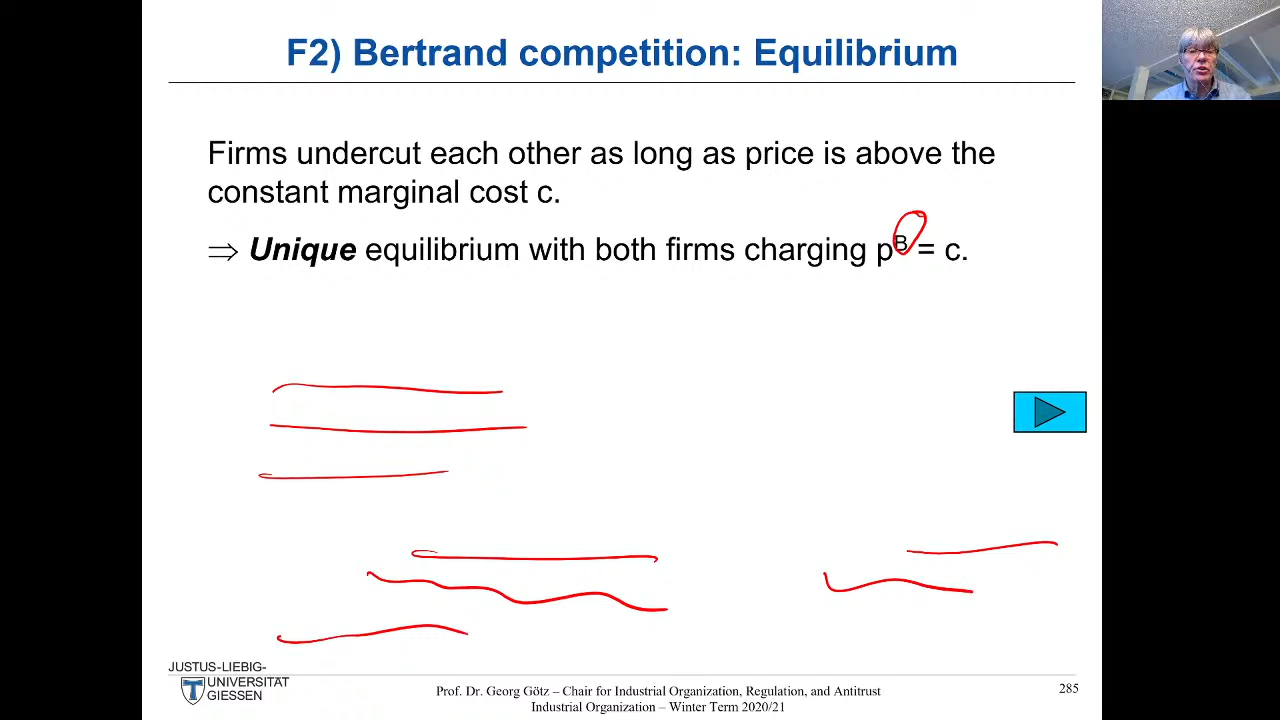 F2) Bertrand competition: Equilibrium
Firms undercut each other as long as price is above the
constant marginal cost c.
⇒ Unique equilibrium with both firms charging pᴮ = c.
JUSTUS-LIEBIG-
UNIVERSITÄT
GIESSEN
Prof. Dr. Georg Götz – Chair for Industrial Organization, Regulation, and Antitrust
Industrial Organization – Winter Term 2020/21
285